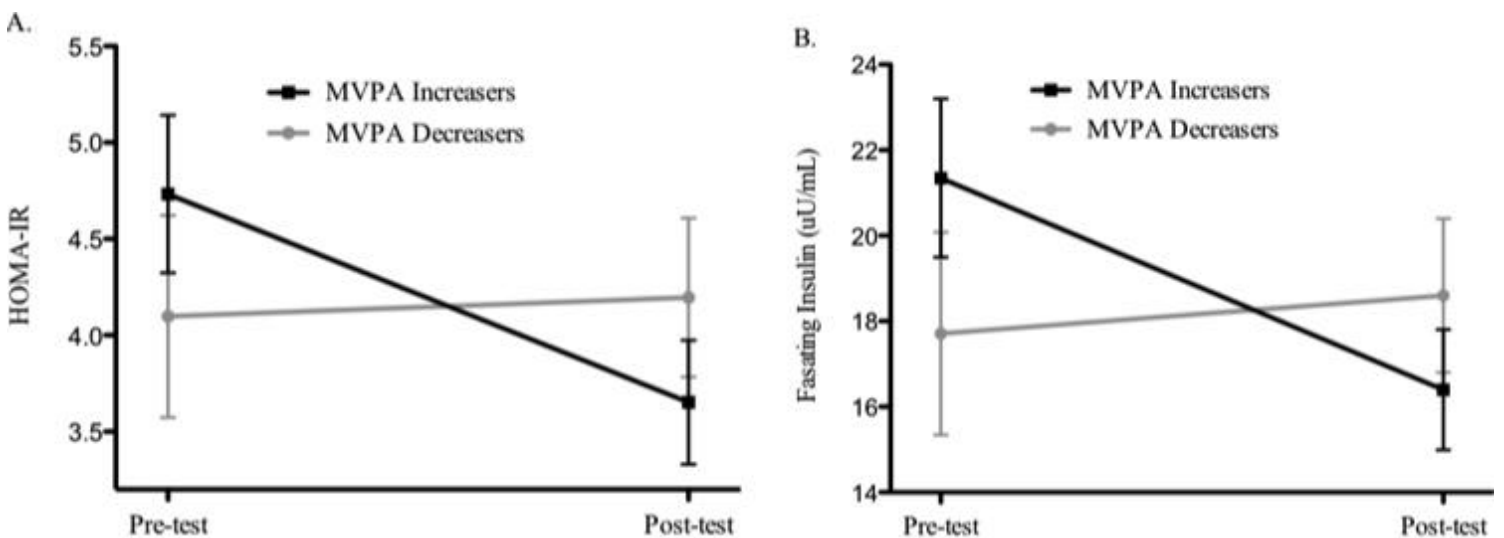 A.
HOMA-IR
5.5
5.0
4.5
4.0
3.5
MVPA Increasers
MVPA Decreasers
Pre-test
Post-test
B.
Fasating Insulin (uU/mL)
24
22
20
18
16
14
MVPA Increasers
MVPA Decreasers
Pre-test
Post-test